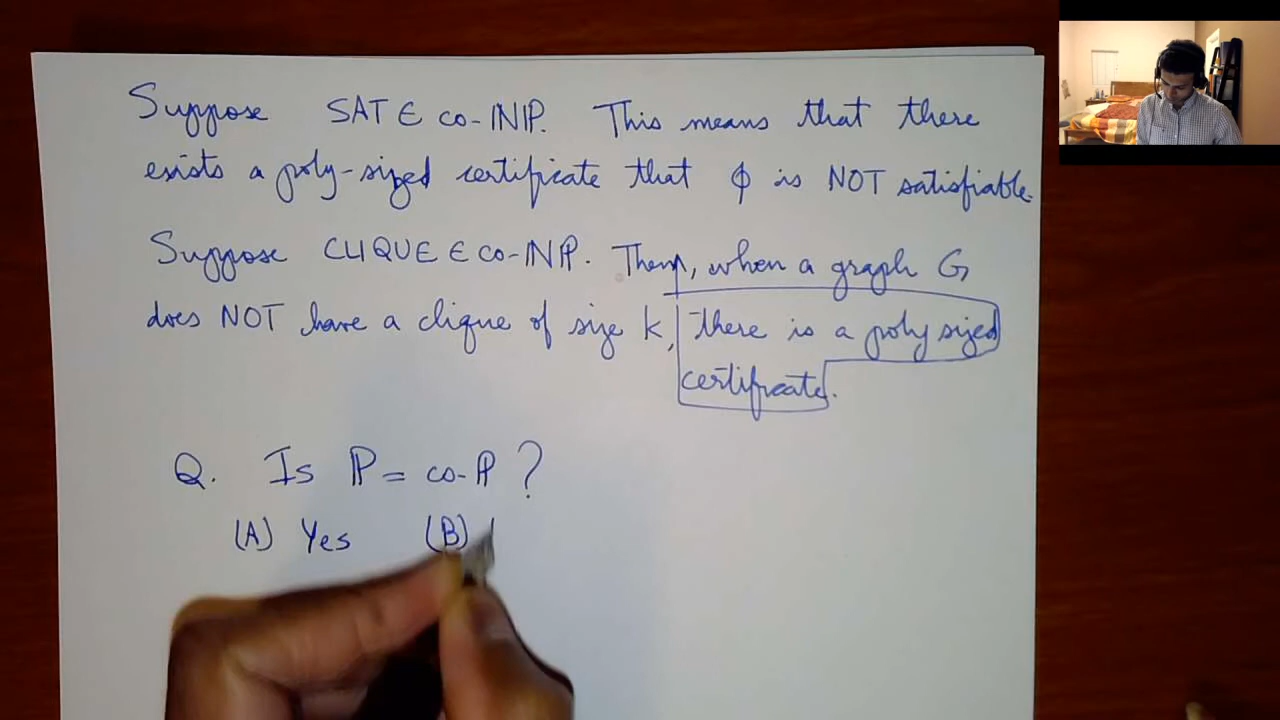 Suppose SAT ∈ co-NP. This means that there
exists a poly-sized certificate that ϕ is NOT satisfiable.
Suppose CLIQUE ∈ co-NP. Then, when a graph G
does NOT have a clique of size k, there is a poly sized
certificate.
Q. Is P = co-P ?
(A) Yes (B)